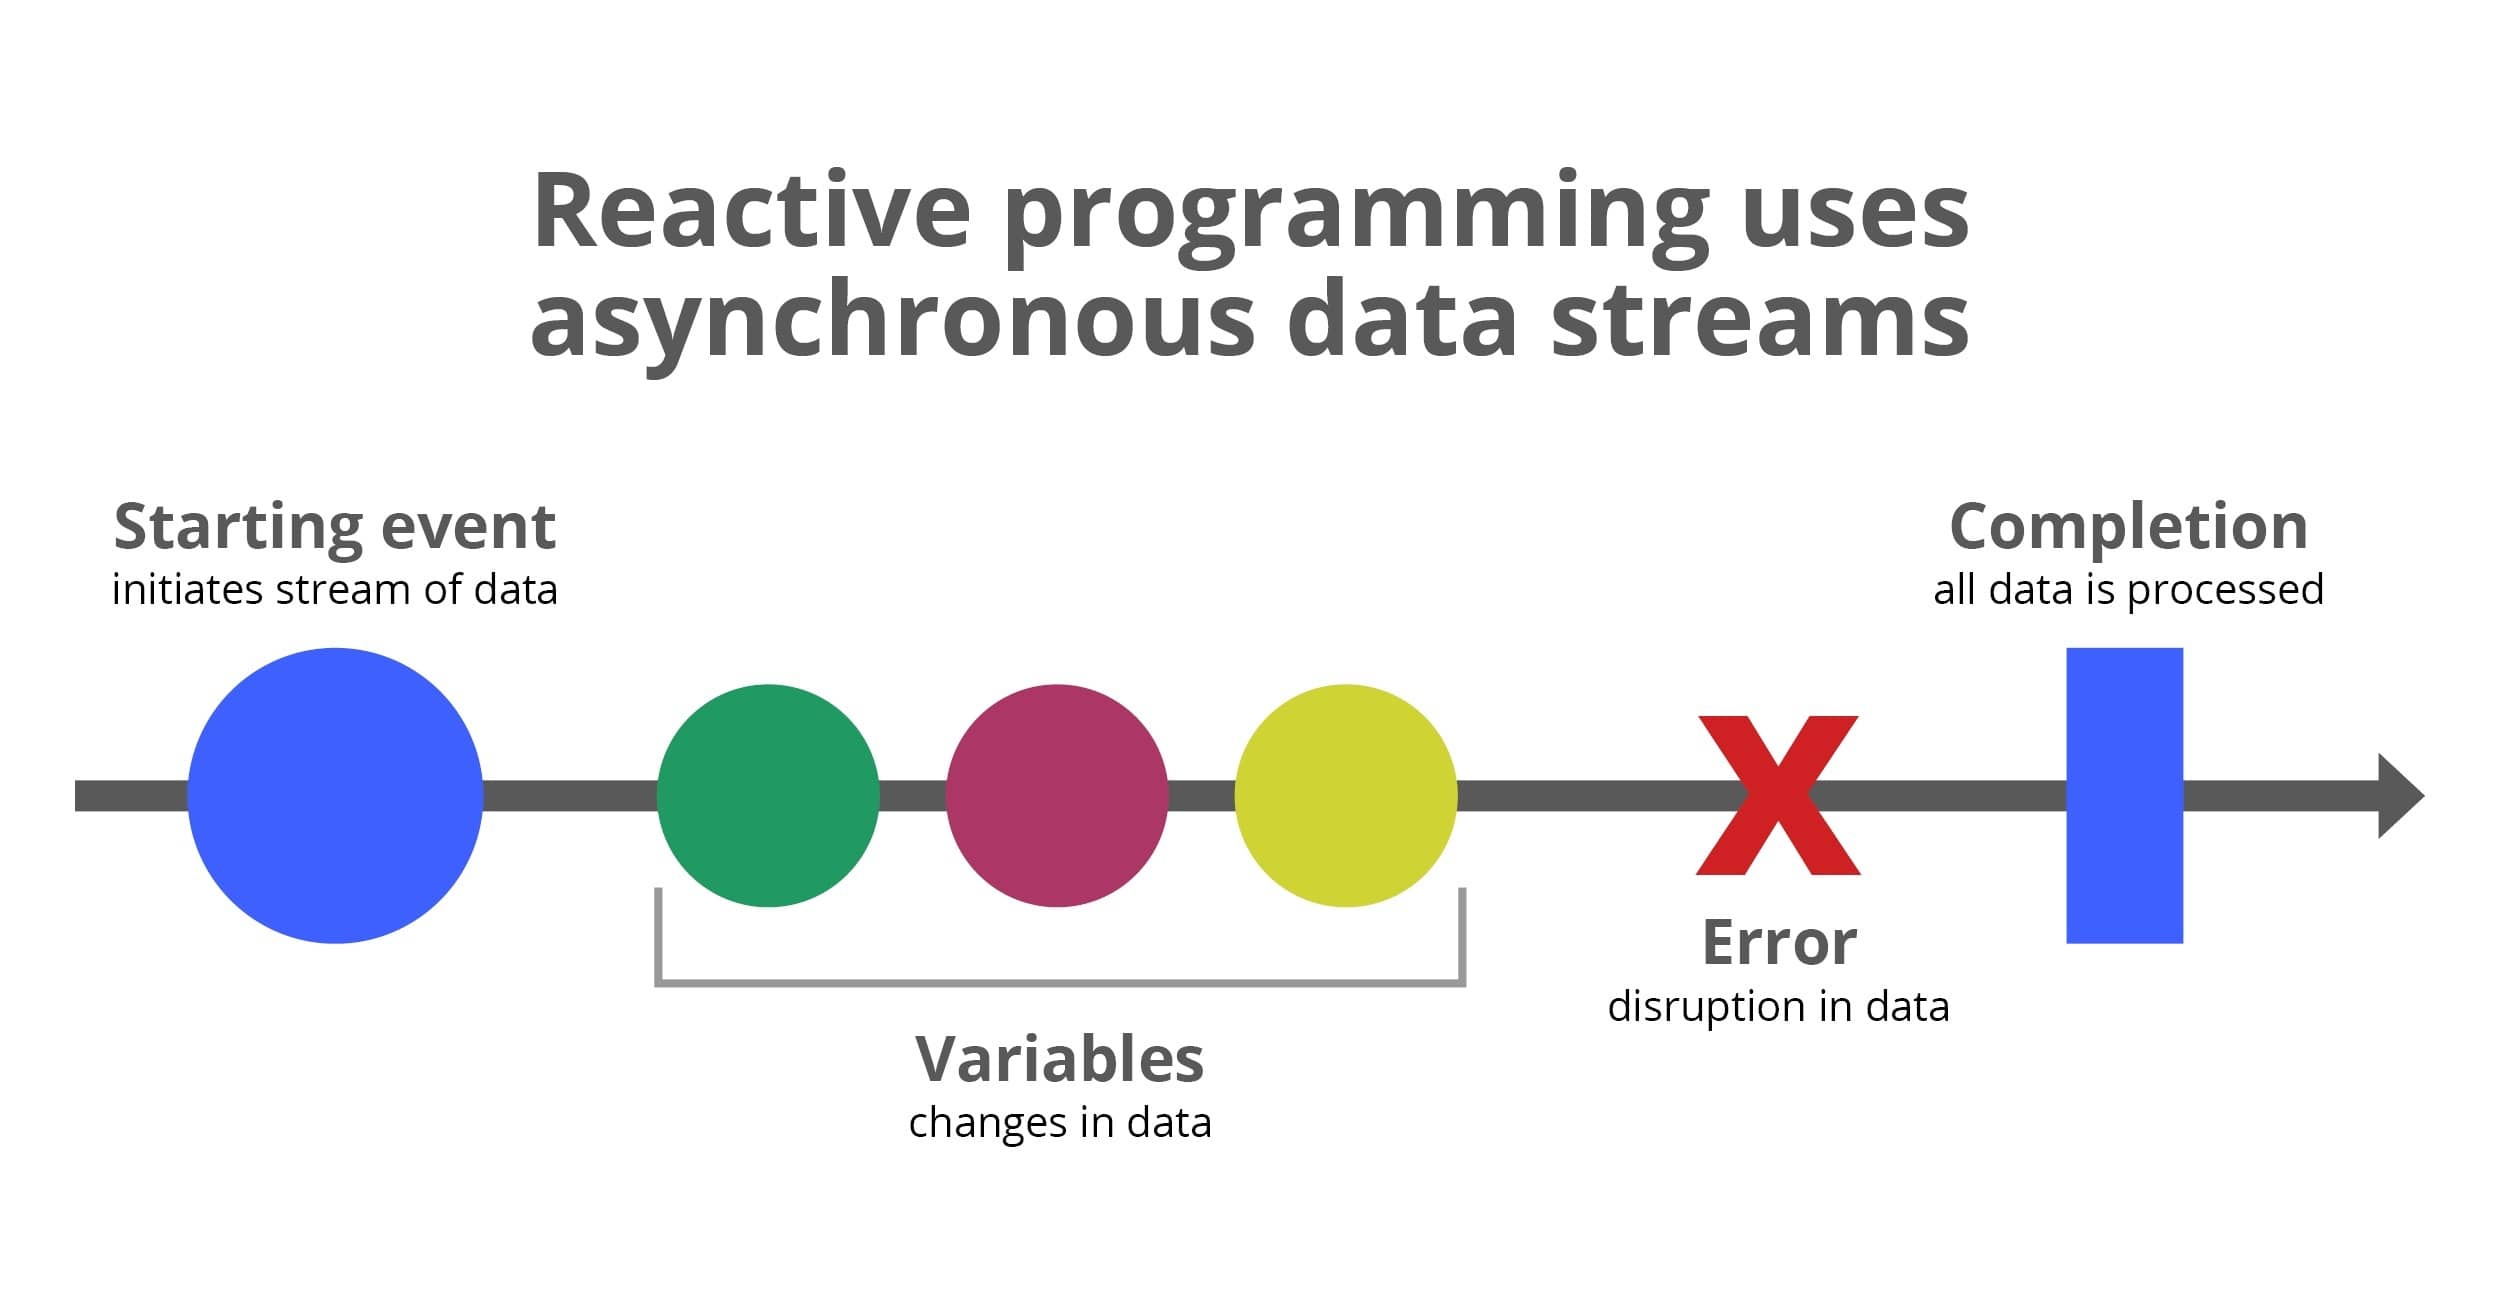 Reactive programming uses
asynchronous data streams
Starting event
initiates stream of data
Completion
all data is processed
Error
disruption in data
Variables
changes in data